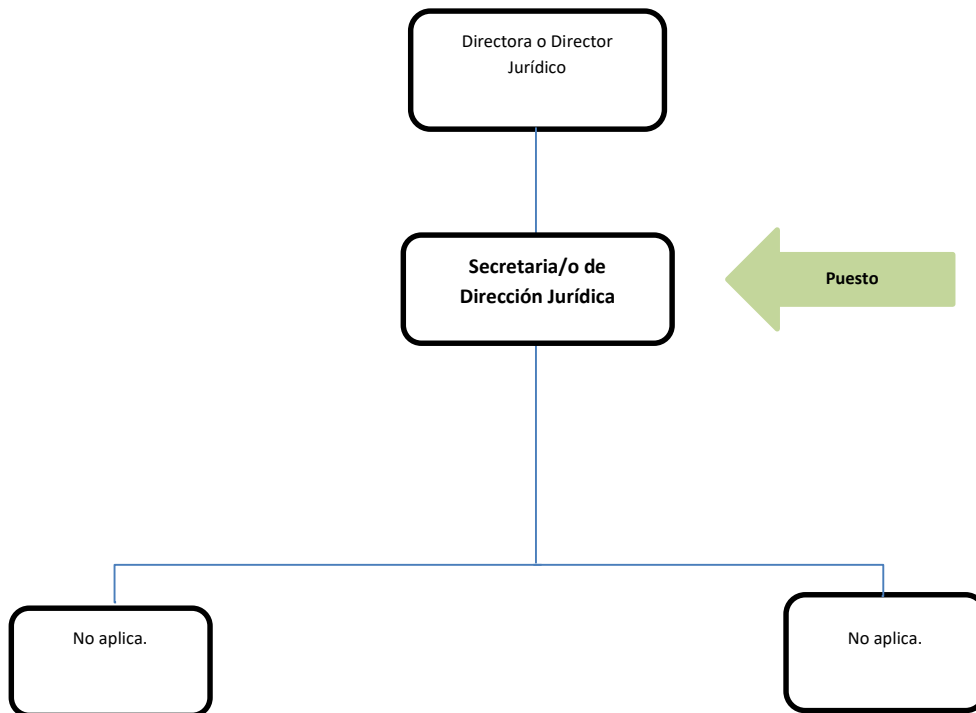 Directora o Director
Jurídico
Secretaria/o de
Dirección Jurídica
Puesto
No aplica.
No aplica.